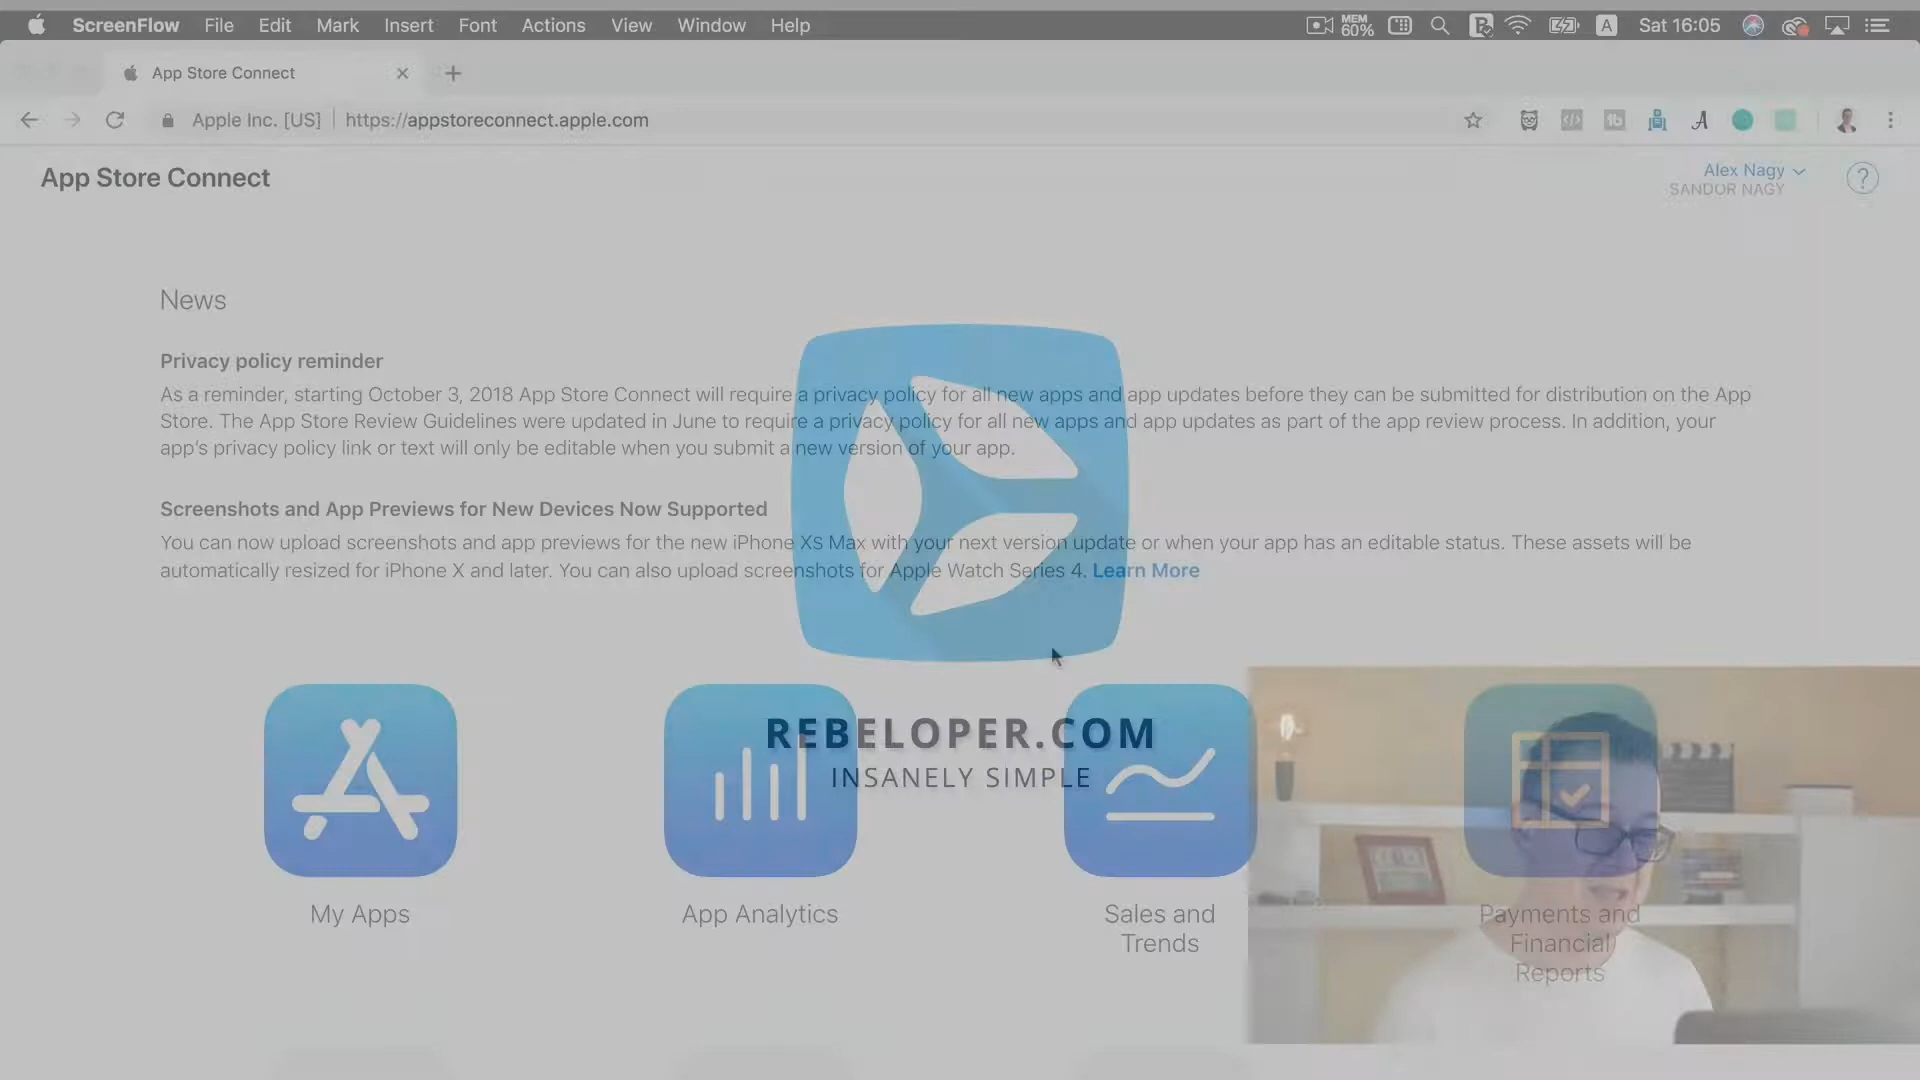 ScreenFlow File Edit Mark Insert Font Actions View Window Help MEM 60% A Sat 16:05
App Store Connect
Apple Inc. [US] https://appstoreconnect.apple.com
App Store Connect
Alex Nagy
SANDOR NAGY
?
News
Privacy policy reminder
As a reminder, starting October 3, 2018 App Store Connect will require a privacy policy for all new apps and app updates before they can be submitted for distribution on the App
Store. The App Store Review Guidelines were updated in June to require a privacy policy for all new apps and app updates as part of the app review process. In addition, your
app's privacy policy link or text will only be editable when you submit a new version of your app.
Screenshots and App Previews for New Devices Now Supported
You can now upload screenshots and app previews for the new iPhone XS Max with your next version update or when your app has an editable status. These assets will be
automatically resized for iPhone X and later. You can also upload screenshots for Apple Watch Series 4. Learn More
REBELOPER.COM
INSANELY SIMPLE
My Apps
App Analytics
Sales and
Trends
Payments and
Financial
Reports